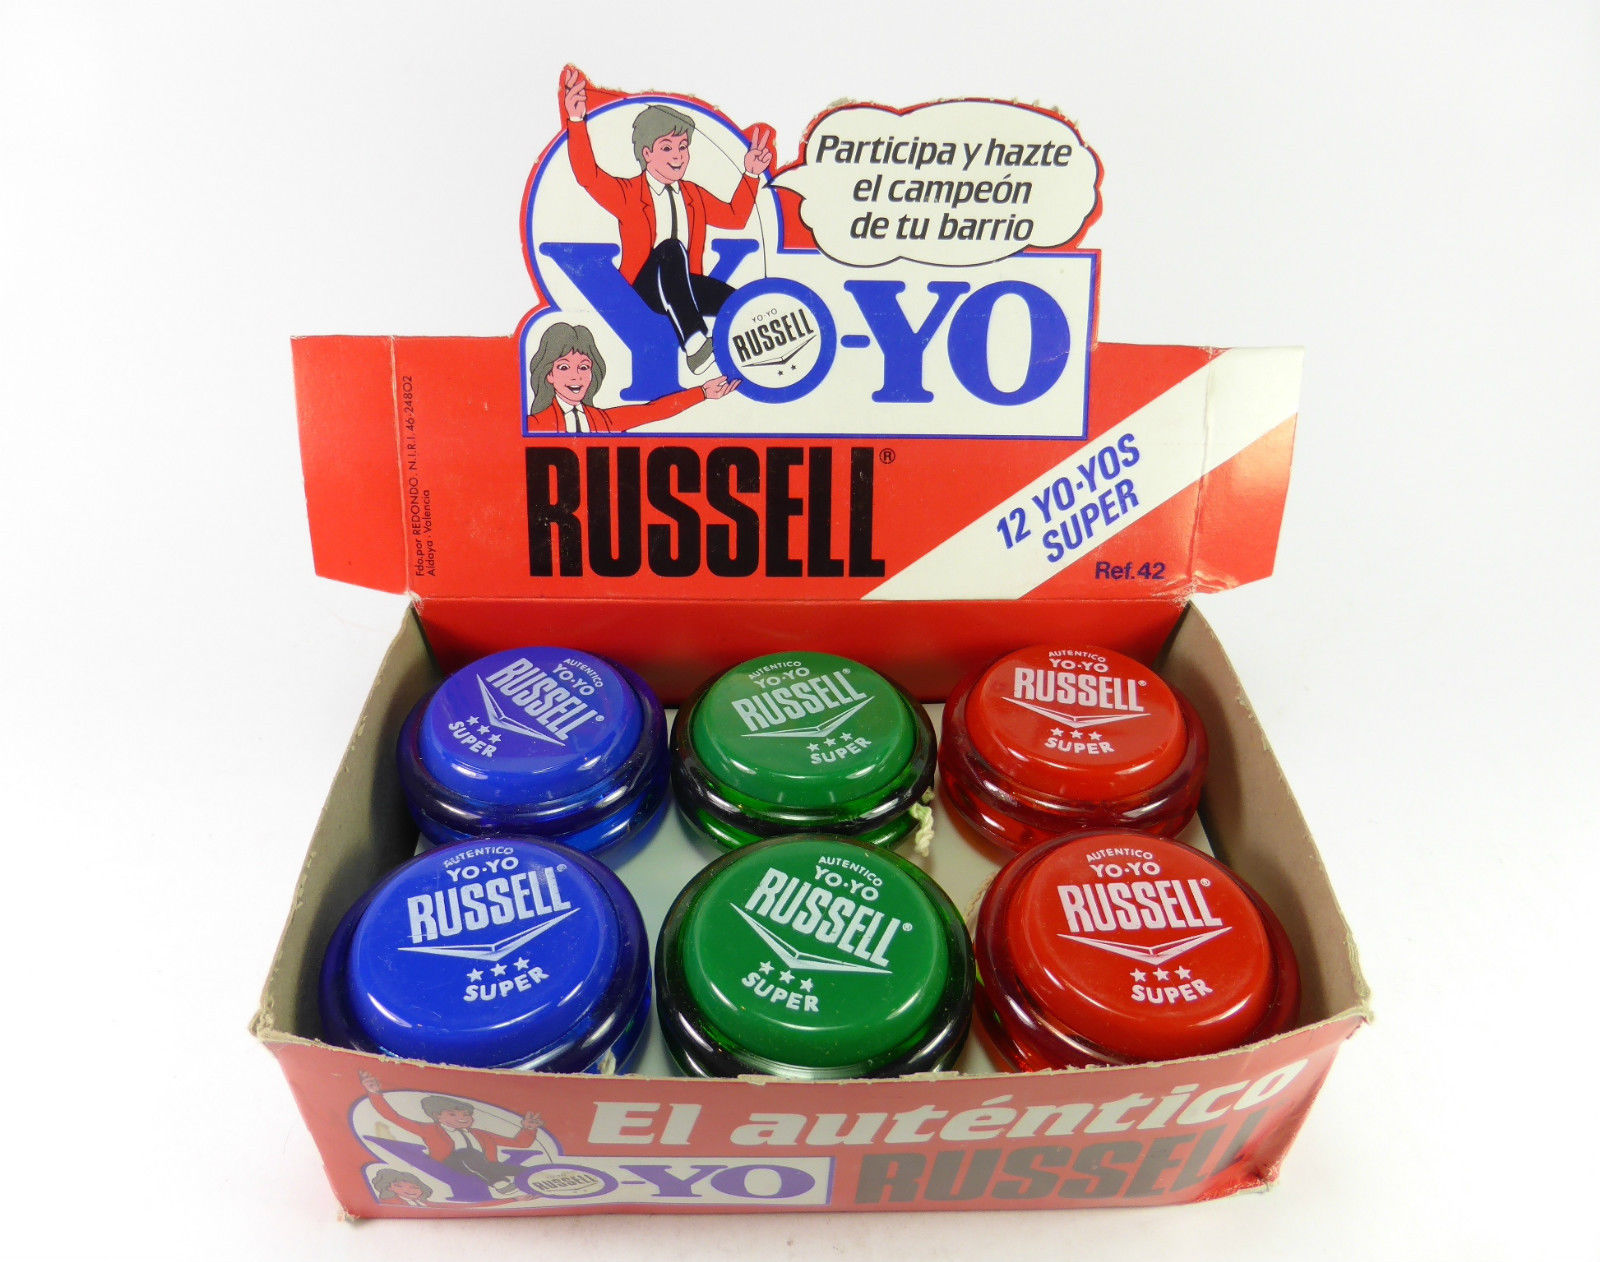 Participa y hazte
el campeón
de tu barrio
YO-YO
YO-YO
RUSSELL
RUSSELL®
12 YO-YOS
SUPER
Ref. 42
Fdo. por REDONDO. N.I.R.I. 46-24802
Aldaya - Valencia
AUTENTICO
YO-YO
RUSSELL®
SUPER
AUTENTICO
YO-YO
RUSSELL®
SUPER
AUTENTICO
YO-YO
RUSSELL®
SUPER
AUTENTICO
YO-YO
RUSSELL®
SUPER
AUTENTICO
YO-YO
RUSSELL®
SUPER
AUTENTICO
YO-YO
RUSSELL®
SUPER
El auténtico
YO-YO
RUSSELL
RUSSELL